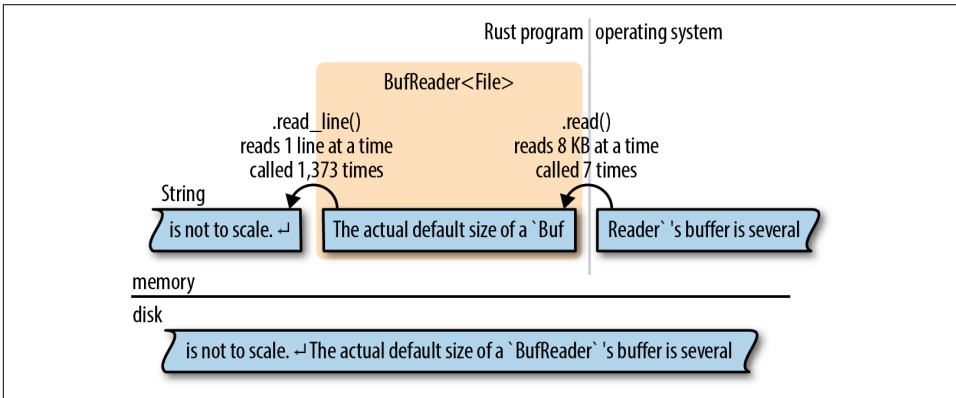 Rust program operating system
BufReader<File>
.read_line()
reads 1 line at a time
called 1,373 times
.read()
reads 8 KB at a time
called 7 times
String
is not to scale. ↵
The actual default size of a `Buf
Reader` 's buffer is several
memory
disk
is not to scale. ↵The actual default size of a `BufReader` 's buffer is several